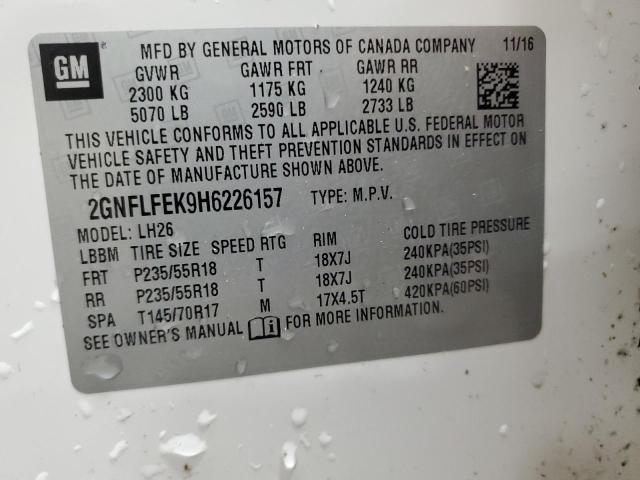 GM
MFD BY GENERAL MOTORS OF CANADA COMPANY 11/16
GVWR GAWR FRT GAWR RR
2300 KG 1175 KG 1240 KG
5070 LB 2590 LB 2733 LB
THIS VEHICLE CONFORMS TO ALL APPLICABLE U.S. FEDERAL MOTOR
VEHICLE SAFETY AND THEFT PREVENTION STANDARDS IN EFFECT ON
THE DATE OF MANUFACTURE SHOWN ABOVE.
2GNFLFEK9H6226157 TYPE: M.P.V.
MODEL: LH26
LBBM TIRE SIZE SPEED RTG RIM COLD TIRE PRESSURE
FRT P235/55R18 T 18X7J 240KPA(35PSI)
RR P235/55R18 T 18X7J 240KPA(35PSI)
SPA T145/70R17 M 17X4.5T 420KPA(60PSI)
SEE OWNER'S MANUAL FOR MORE INFORMATION.